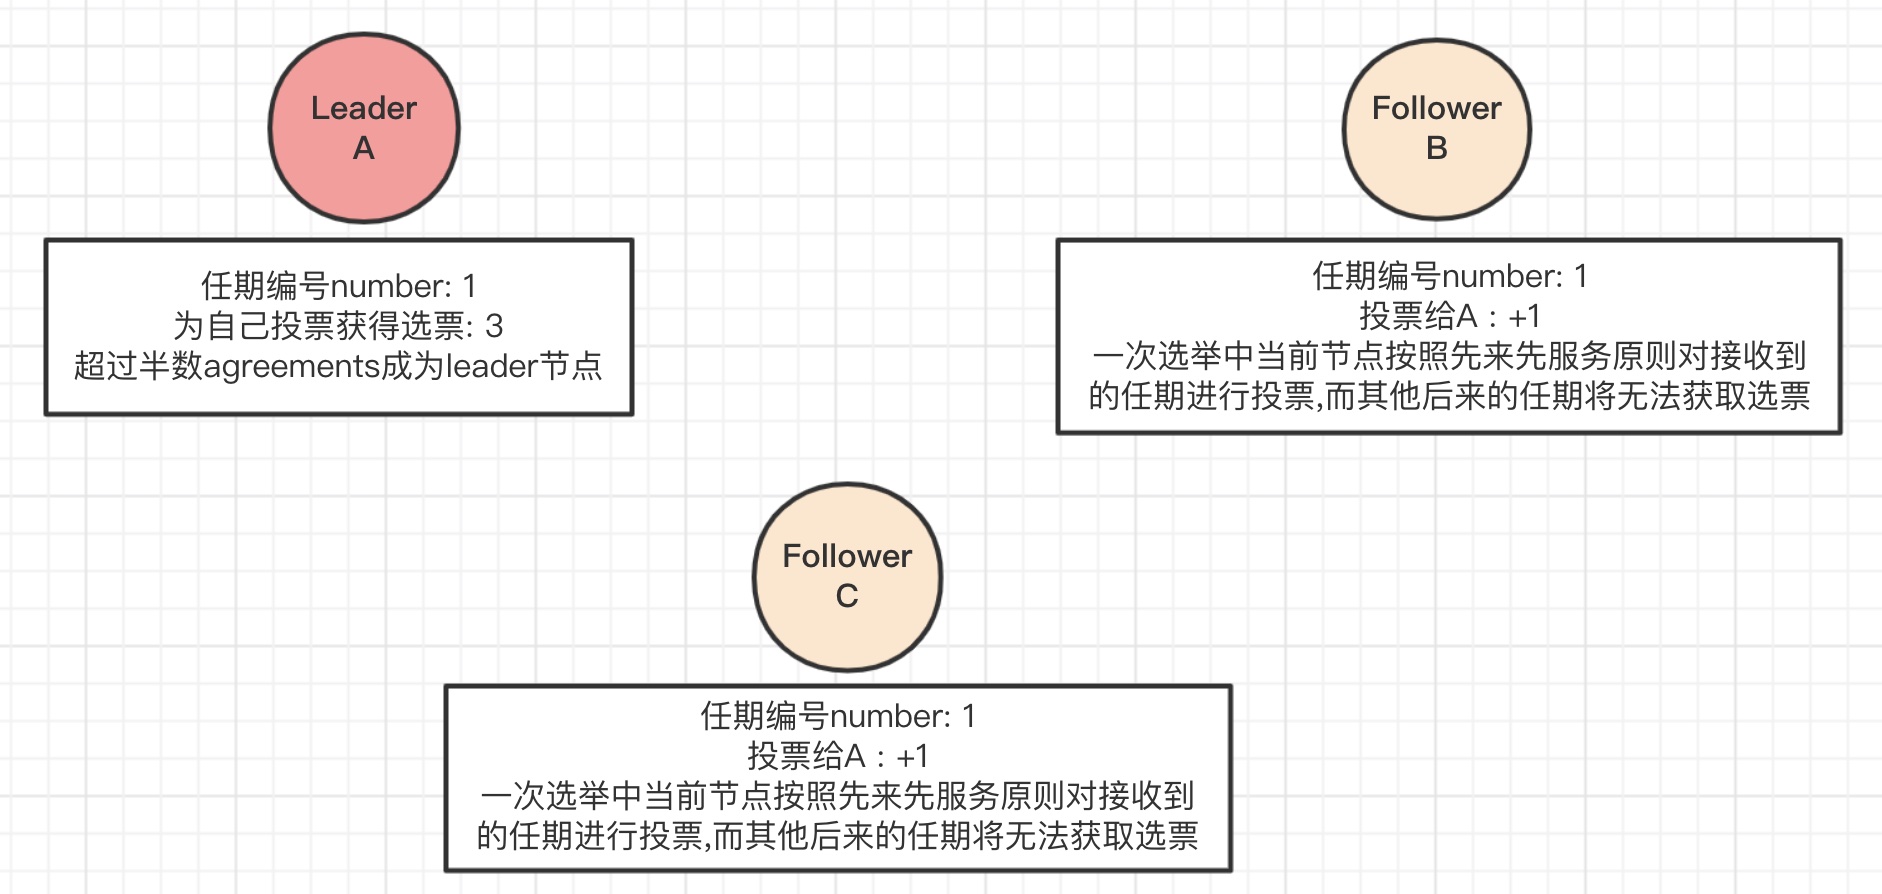 Leader
A
任期编号number: 1
为自己投票获得选票: 3
超过半数agreements成为leader节点
Follower
B
任期编号number: 1
投票给A : +1
一次选举中当前节点按照先来先服务原则对接收到
的任期进行投票,而其他后来的任期将无法获取选票
Follower
C
任期编号number: 1
投票给A : +1
一次选举中当前节点按照先来先服务原则对接收到
的任期进行投票,而其他后来的任期将无法获取选票